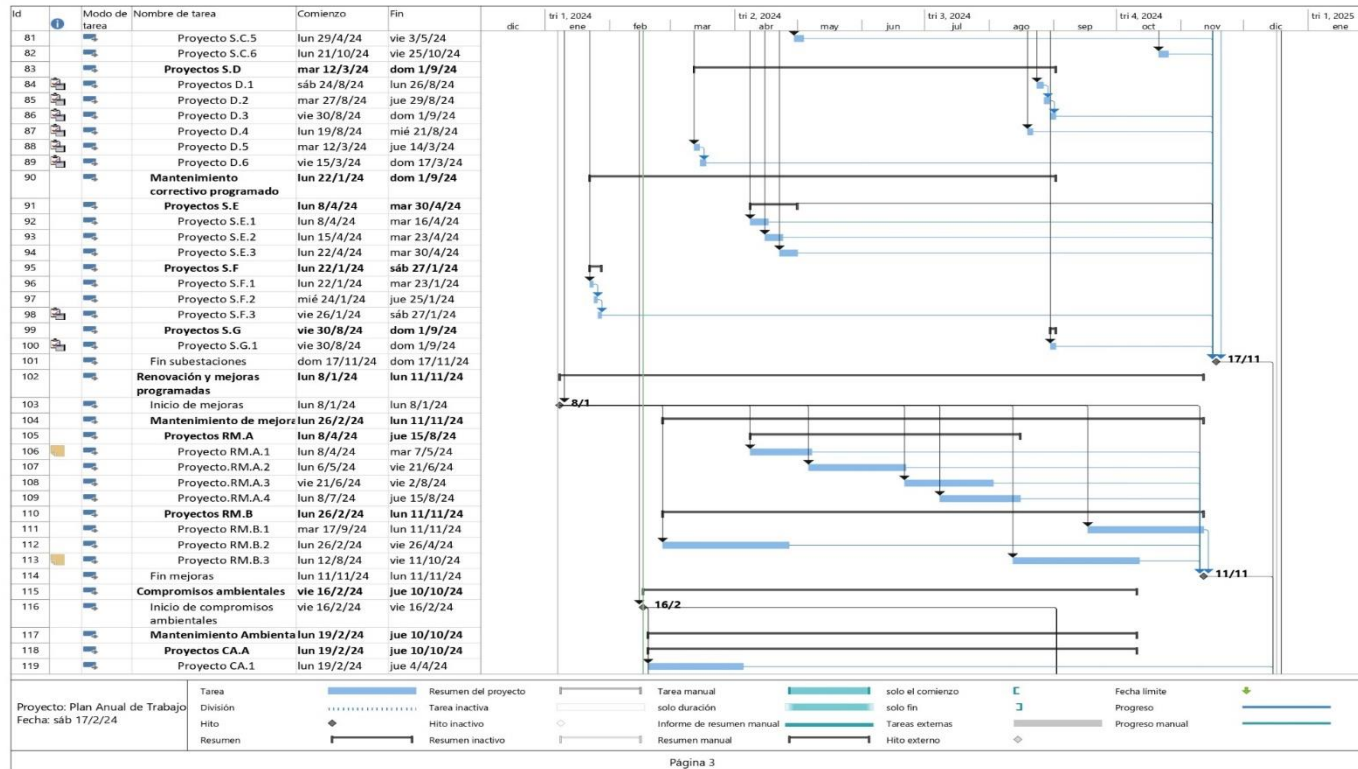 Id Modo de tarea Nombre de tarea Comienzo Fin
tri 1, 2024 tri 2, 2024 tri 3, 2024 tri 4, 2024 tri 1, 2025
dic ene feb mar abr may jun jul ago sep oct nov dic ene
81 Proyecto S.C.5 lun 29/4/24 vie 3/5/24
82 Proyecto S.C.6 lun 21/10/24 vie 25/10/24
83 Proyectos S.D mar 12/3/24 dom 1/9/24
84 Proyectos D.1 sáb 24/8/24 lun 26/8/24
85 Proyecto D.2 mar 27/8/24 jue 29/8/24
86 Proyecto D.3 vie 30/8/24 dom 1/9/24
87 Proyecto D.4 lun 19/8/24 mié 21/8/24
88 Proyecto D.5 mar 12/3/24 jue 14/3/24
89 Proyecto D.6 vie 15/3/24 dom 17/3/24
90 Mantenimiento correctivo programado lun 22/1/24 dom 1/9/24
91 Proyectos S.E lun 8/4/24 mar 30/4/24
92 Proyecto S.E.1 lun 8/4/24 mar 16/4/24
93 Proyecto S.E.2 lun 15/4/24 mar 23/4/24
94 Proyecto S.E.3 lun 22/4/24 mar 30/4/24
95 Proyectos S.F lun 22/1/24 sáb 27/1/24
96 Proyecto S.F.1 lun 22/1/24 mar 23/1/24
97 Proyecto S.F.2 mié 24/1/24 jue 25/1/24
98 Proyecto S.F.3 vie 26/1/24 sáb 27/1/24
99 Proyectos S.G vie 30/8/24 dom 1/9/24
100 Proyecto S.G.1 vie 30/8/24 dom 1/9/24
101 Fin subestaciones dom 17/11/24 dom 17/11/24 17/11
102 Renovación y mejoras programadas lun 8/1/24 lun 11/11/24
103 Inicio de mejoras lun 8/1/24 lun 8/1/24 8/1
104 Mantenimiento de mejora lun 26/2/24 lun 11/11/24
105 Proyectos RM.A lun 8/4/24 jue 15/8/24
106 Proyecto RM.A.1 lun 8/4/24 mar 7/5/24
107 Proyecto.RM.A.2 lun 6/5/24 vie 21/6/24
108 Proyecto.RM.A.3 vie 21/6/24 vie 2/8/24
109 Proyecto.RM.A.4 lun 8/7/24 jue 15/8/24
110 Proyectos RM.B lun 26/2/24 lun 11/11/24
111 Proyecto RM.B.1 mar 17/9/24 lun 11/11/24
112 Proyecto RM.B.2 lun 26/2/24 vie 26/4/24
113 Proyecto RM.B.3 lun 12/8/24 vie 11/10/24
114 Fin mejoras lun 11/11/24 lun 11/11/24 11/11
115 Compromisos ambientales vie 16/2/24 jue 10/10/24
116 Inicio de compromisos ambientales vie 16/2/24 vie 16/2/24 16/2
117 Mantenimiento Ambienta lun 19/2/24 jue 10/10/24
118 Proyectos CA.A lun 19/2/24 jue 10/10/24
119 Proyecto CA.1 lun 19/2/24 jue 4/4/24
Proyecto: Plan Anual de Trabajo
Fecha: sáb 17/2/24
Tarea Resumen del proyecto Tarea manual solo el comienzo Fecha límite
División Tarea inactiva solo duración solo fin Progreso
Hito Hito inactivo Informe de resumen manual Tareas externas Progreso manual
Resumen Resumen inactivo Resumen manual Hito externo
Página 3